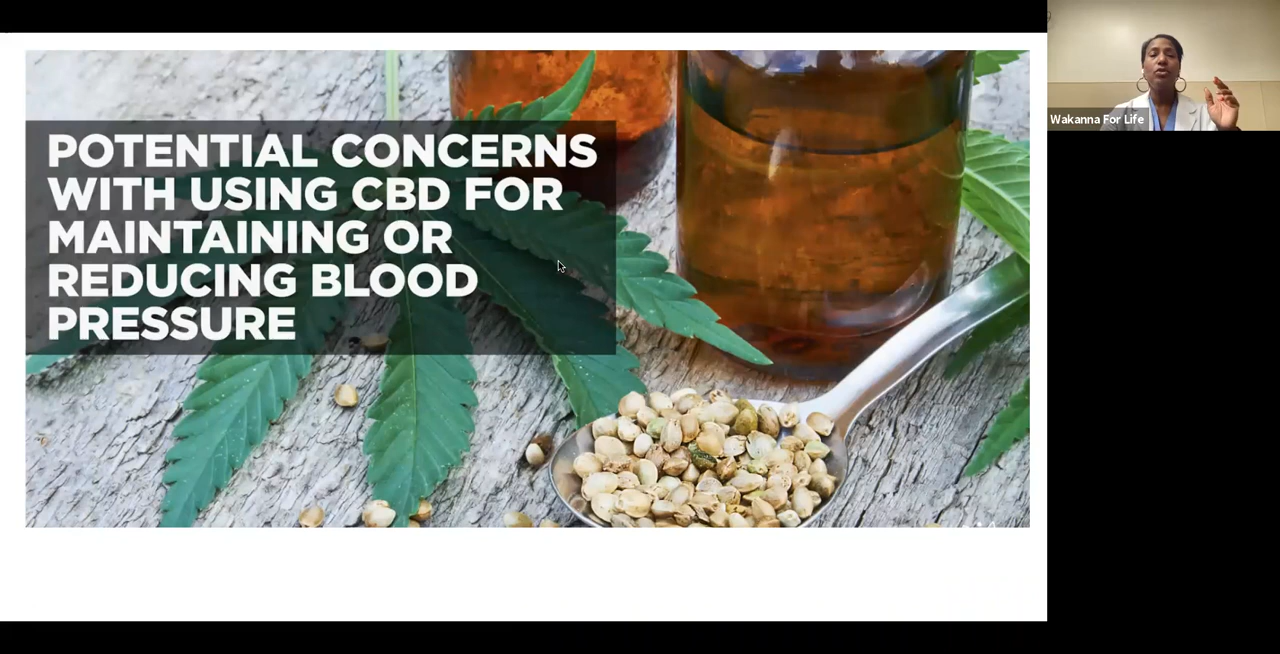 POTENTIAL CONCERNS
WITH USING CBD FOR
MAINTAINING OR
REDUCING BLOOD
PRESSURE
Wakanna For Life